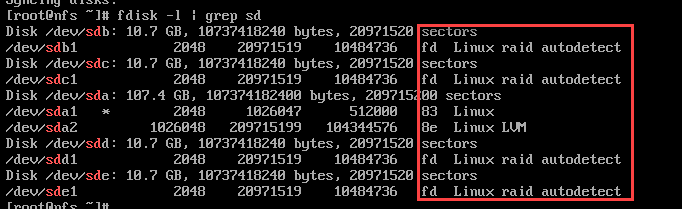 Syncing disks.
[root@nfs ~]# fdisk -l | grep sd
Disk /dev/sdb: 10.7 GB, 10737418240 bytes, 20971520 sectors
/dev/sdb1 2048 20971519 10484736 fd Linux raid autodetect
Disk /dev/sdc: 10.7 GB, 10737418240 bytes, 20971520 sectors
/dev/sdc1 2048 20971519 10484736 fd Linux raid autodetect
Disk /dev/sda: 107.4 GB, 107374182400 bytes, 209715200 sectors
/dev/sda1 * 2048 1026047 512000 83 Linux
/dev/sda2 1026048 209715199 104344576 8e Linux LVM
Disk /dev/sdd: 10.7 GB, 10737418240 bytes, 20971520 sectors
/dev/sdd1 2048 20971519 10484736 fd Linux raid autodetect
Disk /dev/sde: 10.7 GB, 10737418240 bytes, 20971520 sectors
/dev/sde1 2048 20971519 10484736 fd Linux raid autodetect
[root@nfs ~]#